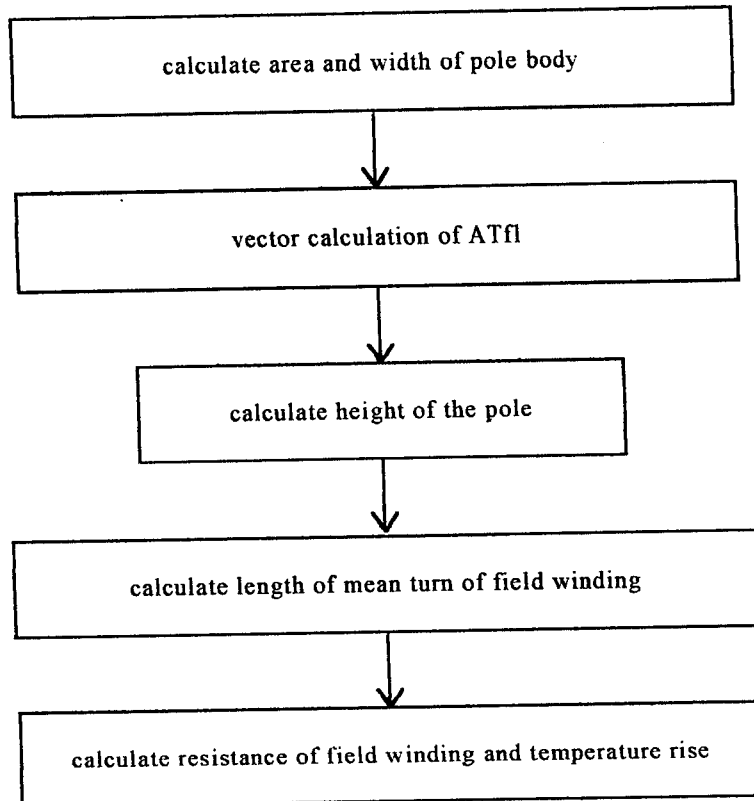 calculate area and width of pole body
vector calculation of ATfl
calculate height of the pole
calculate length of mean turn of field winding
calculate resistance of field winding and temperature rise